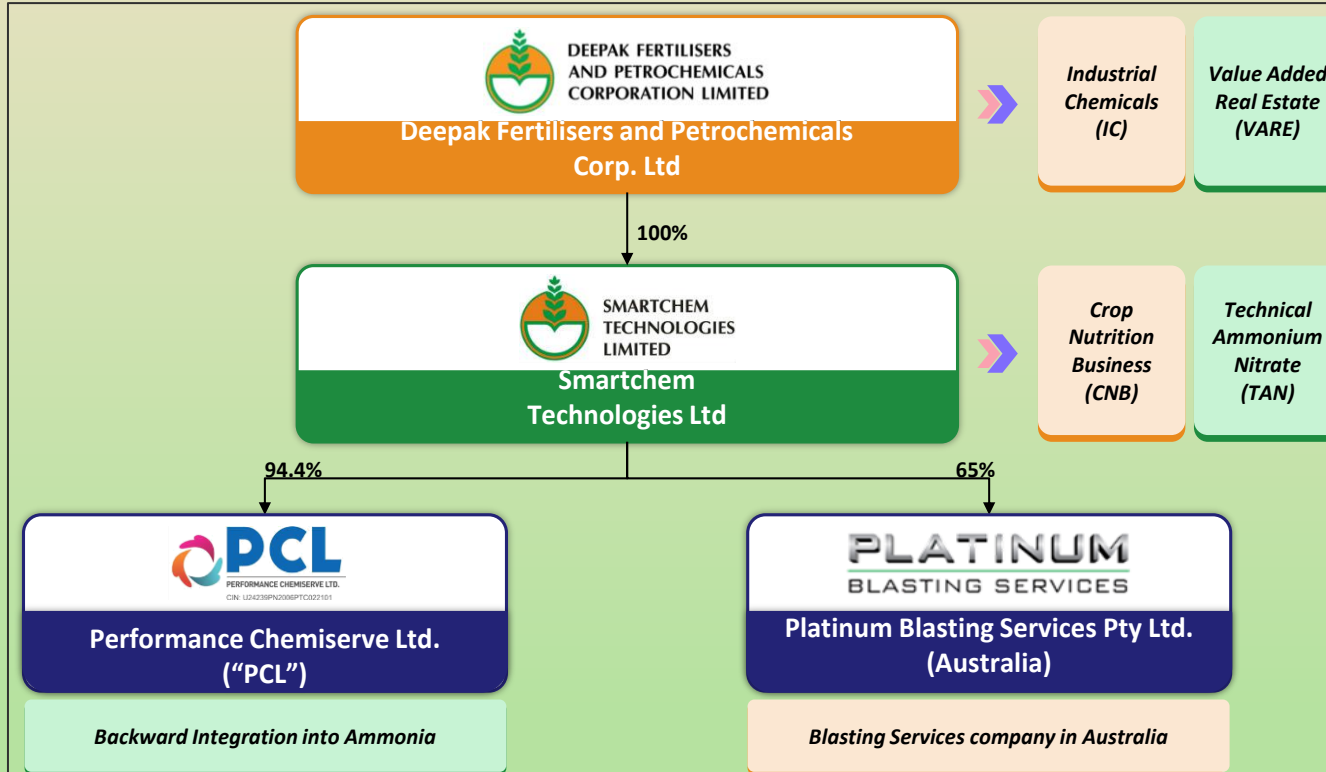 DEEPAK FERTILISERS
AND PETROCHEMICALS
CORPORATION LIMITED
Deepak Fertilisers and Petrochemicals
Corp. Ltd
Industrial
Chemicals
(IC)
Value Added
Real Estate
(VARE)
100%
SMARTCHEM
TECHNOLOGIES
LIMITED
Smartchem
Technologies Ltd
Crop
Nutrition
Business
(CNB)
Technical
Ammonium
Nitrate
(TAN)
94.4%
65%
PCL
PERFORMANCE CHEMISERVE LTD.
CIN: U24239PN2006PTC022101
Performance Chemiserve Ltd.
(“PCL”)
PLATINUM
BLASTING SERVICES
Platinum Blasting Services Pty Ltd.
(Australia)
Backward Integration into Ammonia
Blasting Services company in Australia